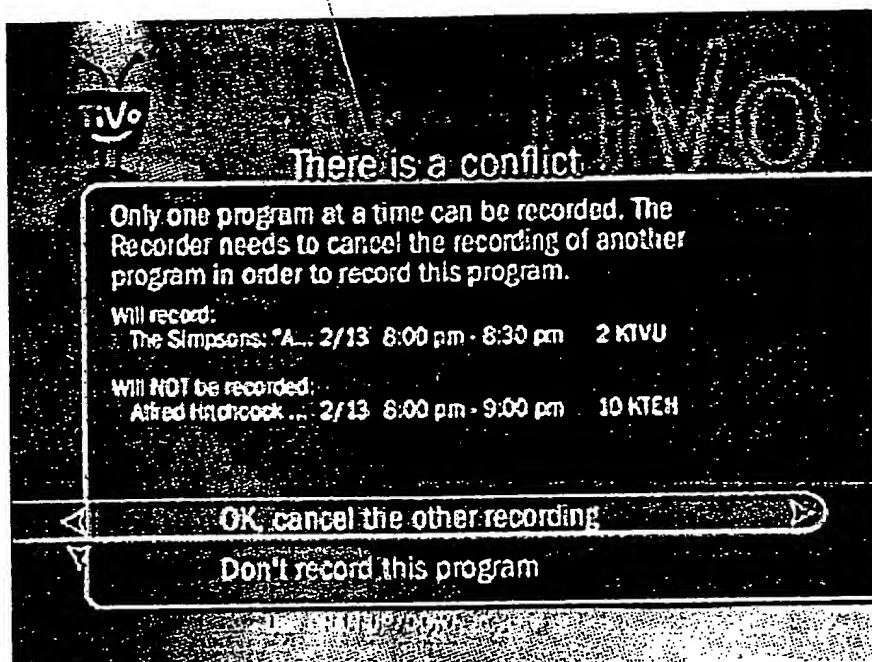 TiVo
TiVo
There is a conflict
Only one program at a time can be recorded. The
Recorder needs to cancel the recording of another
program in order to record this program.
Will record:
The Simpsons: "A... 2/13 8:00 pm - 8:30 pm 2 KTVU
Will NOT be recorded:
Alfred Hitchcock ... 2/13 8:00 pm - 9:00 pm 10 KTEH
OK, cancel the other recording
Don't record this program